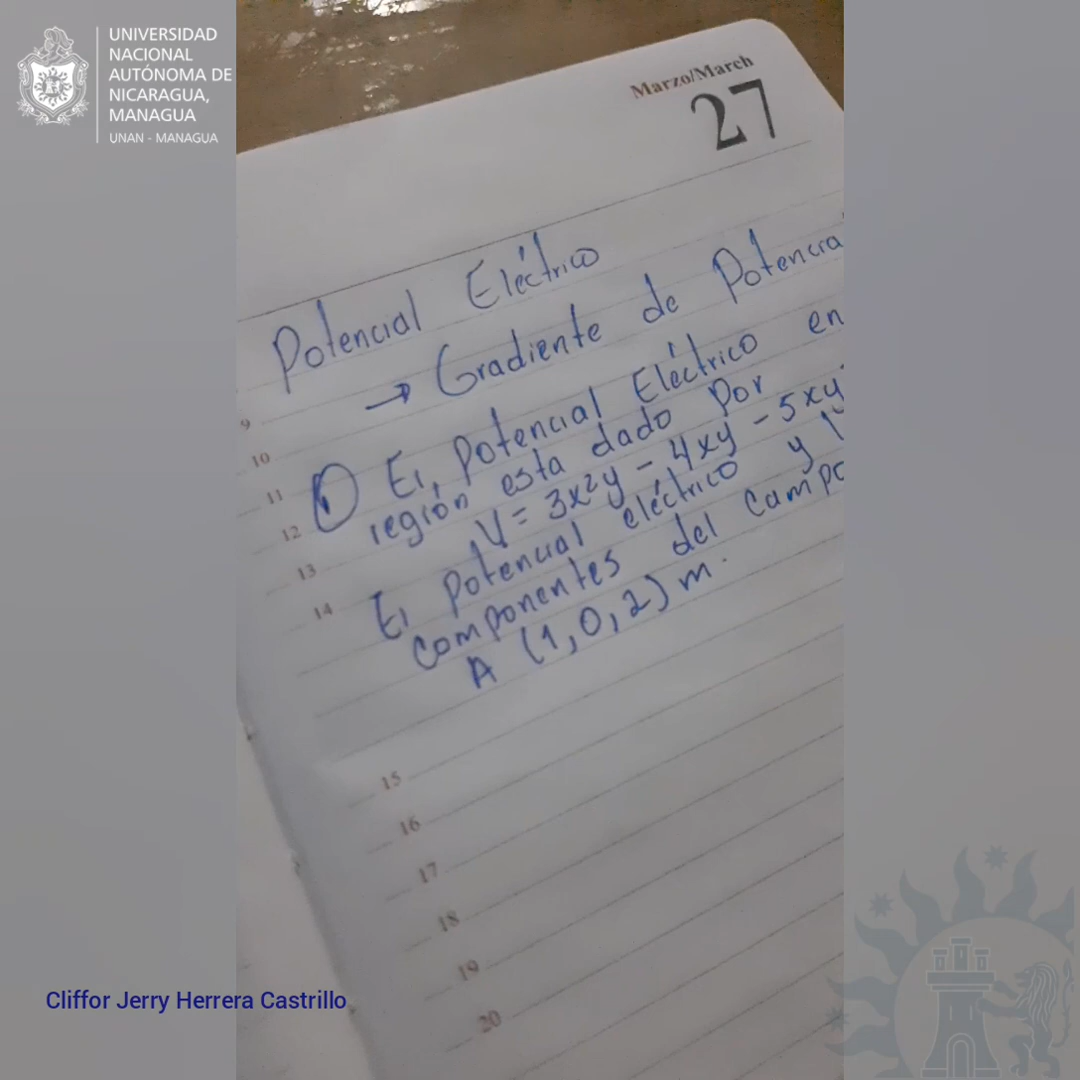 UNIVERSIDAD
NACIONAL
AUTÓNOMA DE
NICARAGUA,
MANAGUA
UNAN - MANAGUA
Marzo/March
27
Potencial Eléctrico
→ Gradiente de Potencia
① El potencial Eléctrico en
región esta dado por
V = 3x²y - 4xy - 5xy
El potencial eléctrico y
componentes del campo
A (1,0,2) m.
9
10
11
12
13
14
15
16
17
18
19
20
Cliffor Jerry Herrera Castrillo